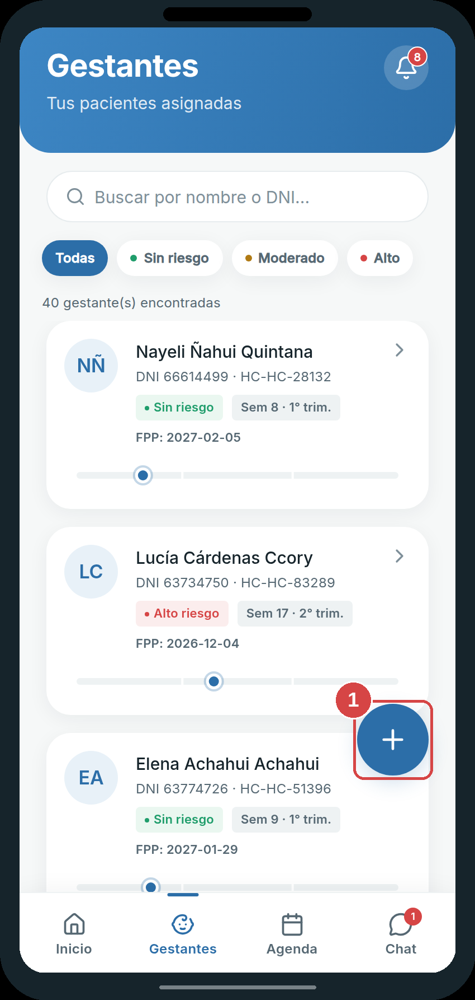 Gestantes
8
Tus pacientes asignadas
Buscar por nombre o DNI...
Todas
Sin riesgo
Moderado
Alto
40 gestante(s) encontradas
NÑ
Nayeli Ñahui Quintana
DNI 66614499 · HC-HC-28132
Sin riesgo
Sem 8 · 1° trim.
FPP: 2027-02-05
LC
Lucía Cárdenas Ccory
DNI 63734750 · HC-HC-83289
Alto riesgo
Sem 17 · 2° trim.
FPP: 2026-12-04
1
EA
Elena Achahui Achahui
DNI 63774726 · HC-HC-51396
Sin riesgo
Sem 9 · 1° trim.
FPP: 2027-01-29
Inicio
Gestantes
Agenda
1
Chat